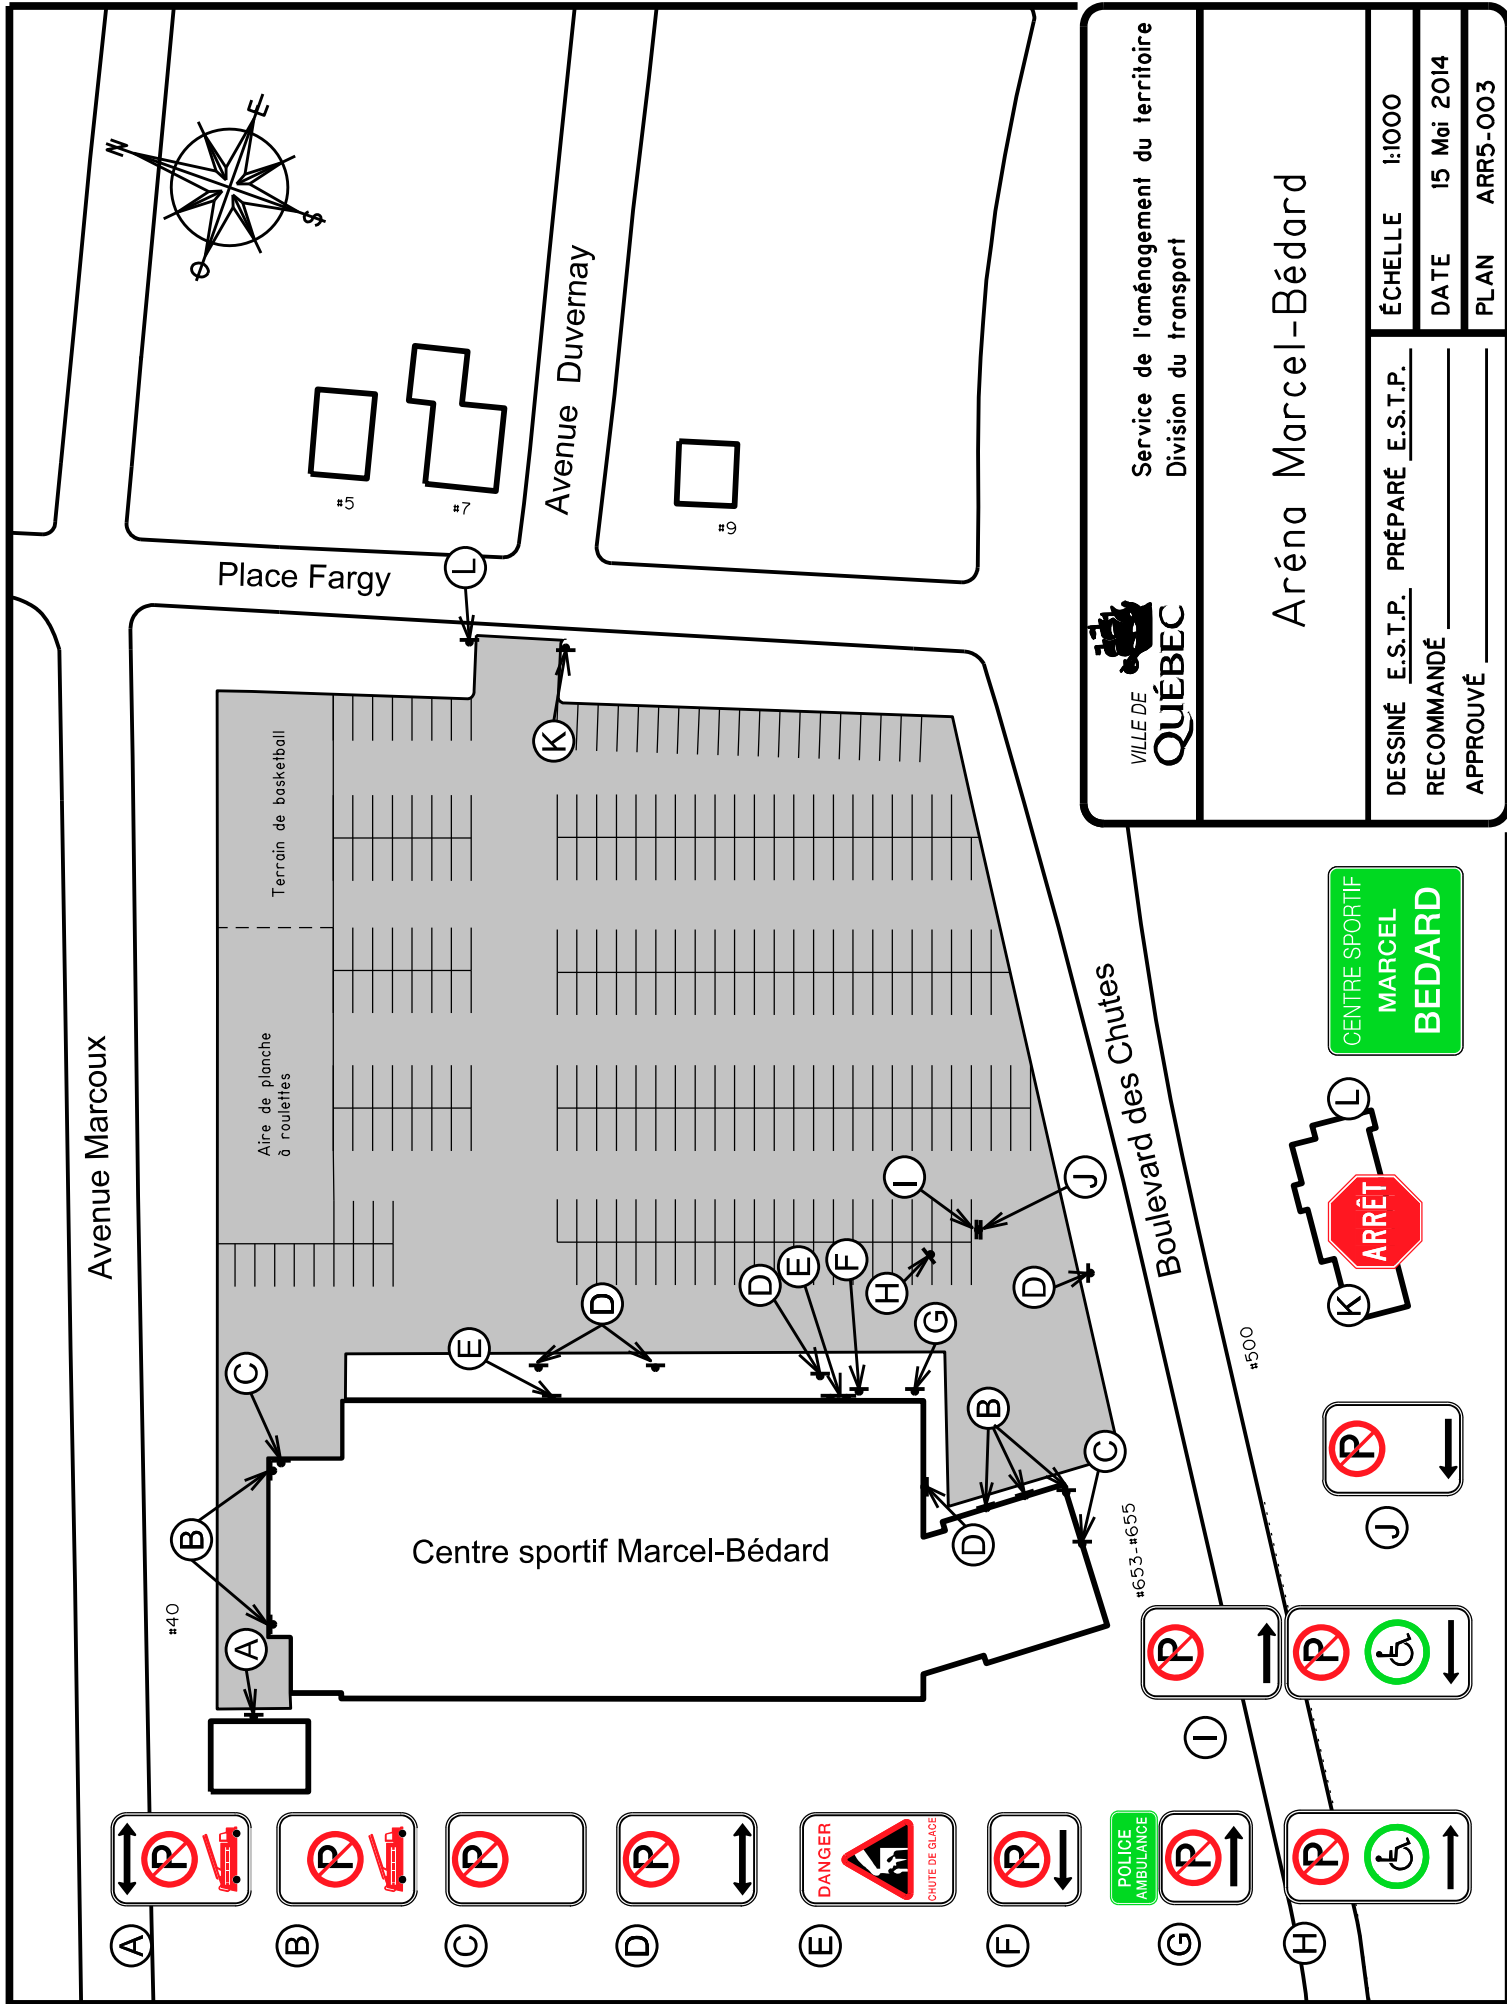 Avenue Marcoux
Place Fargy
Avenue Duvernay
Boulevard des Chutes
N
E
S
O
#5
#7
#9
#40
#500
#653-#655
Terrain de basketball
Aire de planche
à roulettes
Centre sportif Marcel-Bédard
A
B
C
C
B
D
E
D
E
F
G
H
I
J
D
D
K
L
A
P
B
P
C
P
D
P
E
DANGER
CHUTE DE GLACE
F
P
G
POLICE
AMBULANCE
P
H
P
P
I
P
J
P
K
ARRÊT
L
CENTRE SPORTIF
MARCEL
BEDARD
VILLE DE
QUÉBEC
Service de l'aménagement du territoire
Division du transport
Aréna Marcel-Bédard
DESSINÉ E.S.T.P. PRÉPARÉ E.S.T.P.
RECOMMANDÉ
APPROUVÉ
ÉCHELLE 1:1000
DATE 15 Mai 2014
PLAN ARR5-003